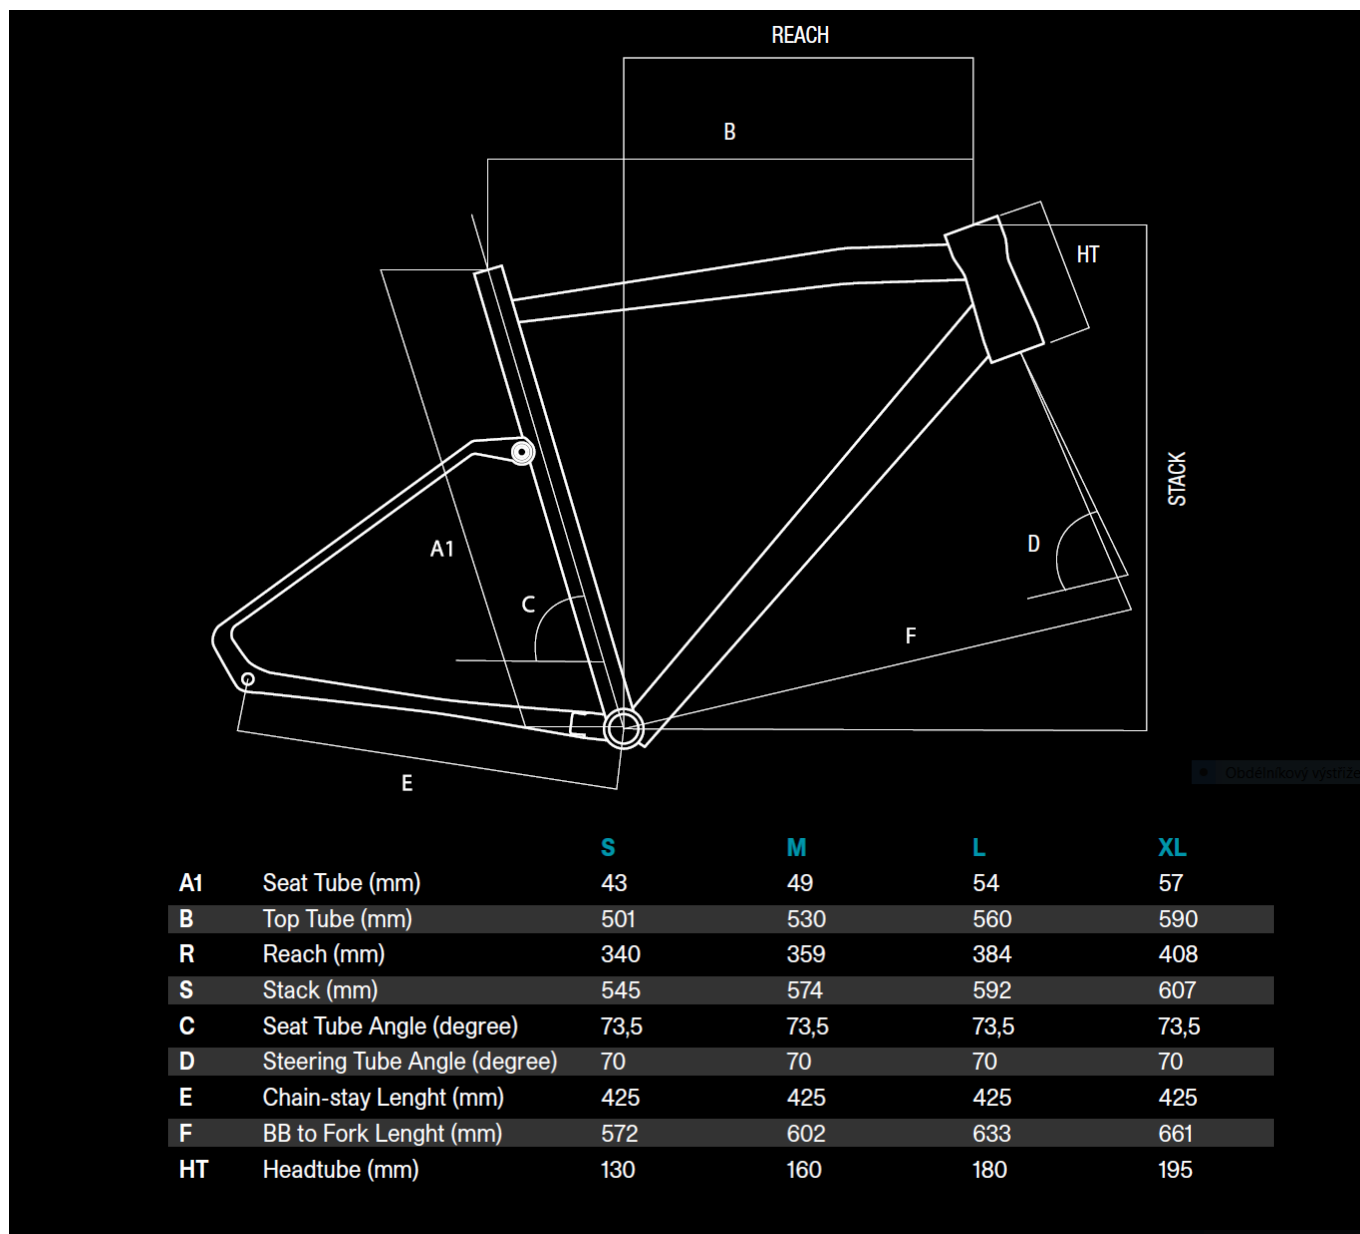 REACH
B
HT
STACK
A1
D
C
F
E
Obdélníkový výstřiže
S M L XL
A1 Seat Tube (mm) 43 49 54 57
B Top Tube (mm) 501 530 560 590
R Reach (mm) 340 359 384 408
S Stack (mm) 545 574 592 607
C Seat Tube Angle (degree) 73,5 73,5 73,5 73,5
D Steering Tube Angle (degree) 70 70 70 70
E Chain-stay Lenght (mm) 425 425 425 425
F BB to Fork Lenght (mm) 572 602 633 661
HT Headtube (mm) 130 160 180 195